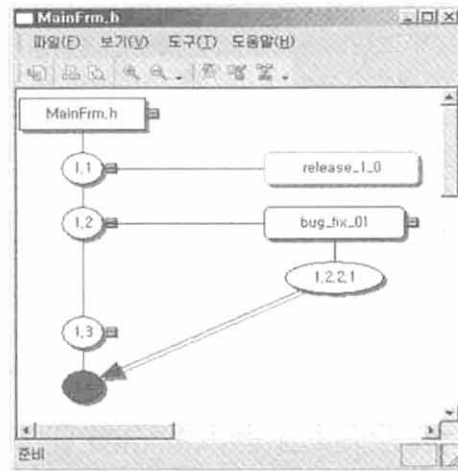 MainFrm.h
파일(F) 보기(V) 도구(T) 도움말(H)
MainFrm.h
1.1 release_1_0
1.2 bug_fix_01
1.2.2.1
1.3
준비